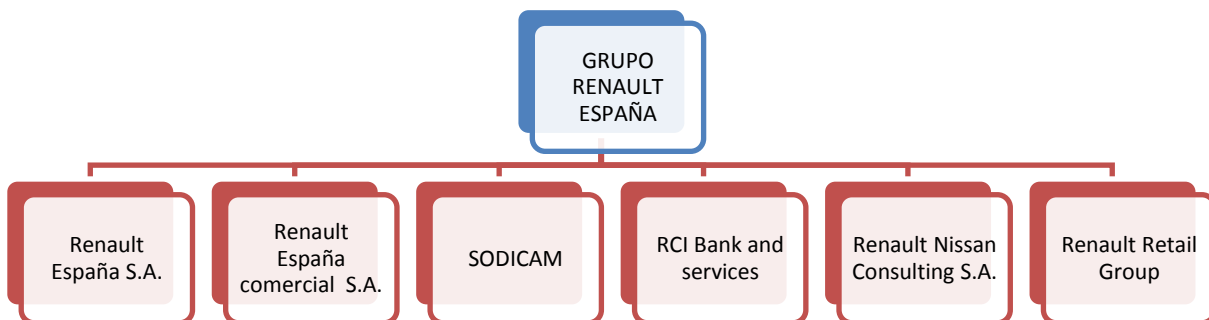 GRUPO
RENAULT
ESPAÑA
Renault
España S.A.
Renault
España
comercial S.A.
SODICAM
RCI Bank and
services
Renault Nissan
Consulting S.A.
Renault Retail
Group